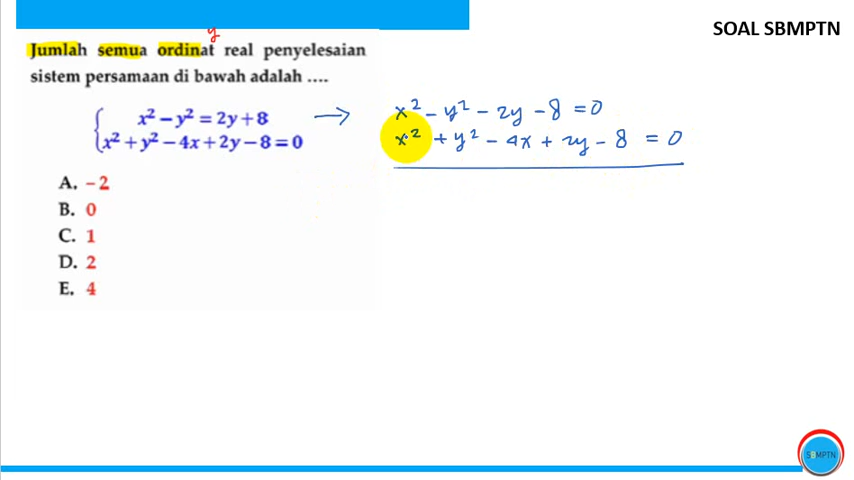 SOAL SBMPTN
y
Jumlah semua ordinat real penyelesaian
sistem persamaan di bawah adalah ....
x² − y² = 2y + 8 → x² - y² - 2y - 8 = 0
x² + y² − 4x + 2y − 8 = 0 x² + y² - 4x + 2y - 8 = 0
A. −2
B. 0
C. 1
D. 2
E. 4
SBMPTN